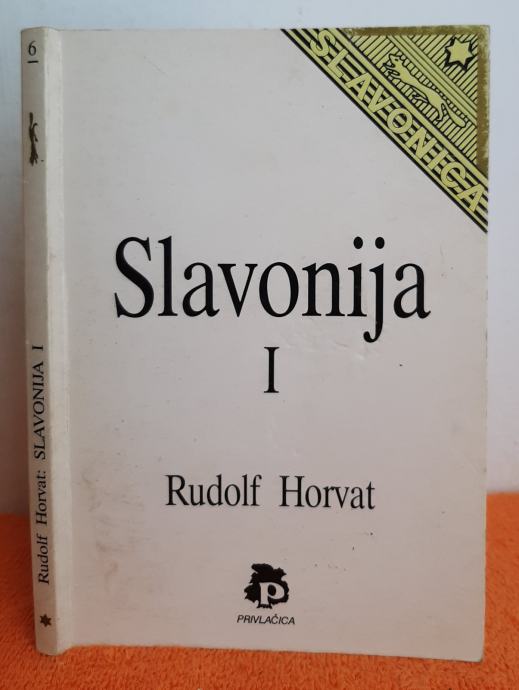 6
Rudolf Horvat: SLAVONIJA I
SLAVONICA
Slavonija
I
Rudolf Horvat
P
PRIVLAČICA